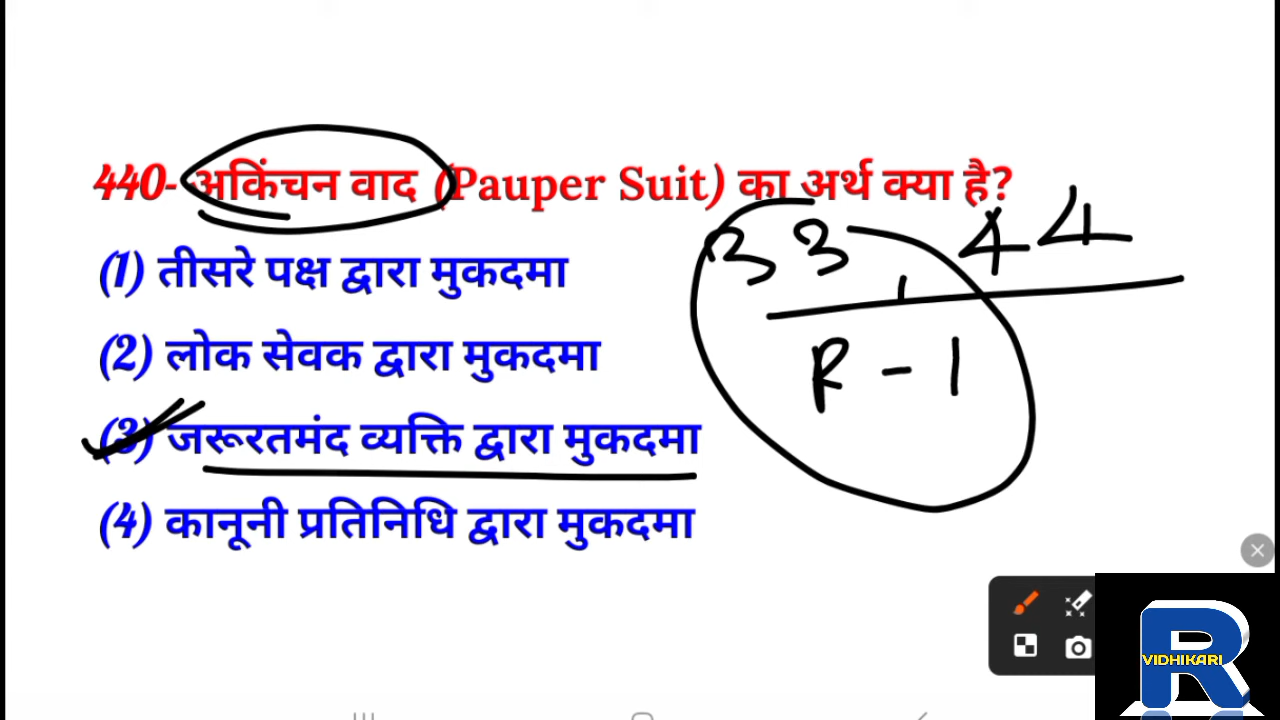 440- अकिंचन वाद (Pauper Suit) का अर्थ क्या है?
33, 44
R - 1
(1) तीसरे पक्ष द्वारा मुकदमा
(2) लोक सेवक द्वारा मुकदमा
(3) जरूरतमंद व्यक्ति द्वारा मुकदमा
(4) कानूनी प्रतिनिधि द्वारा मुकदमा
R
VIDHIKARI